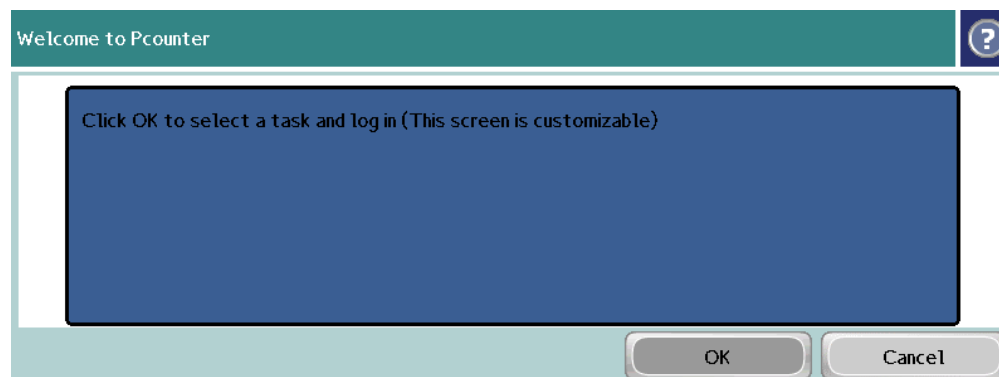 Welcome to Pcounter
?
Click OK to select a task and log in (This screen is customizable)
OK
Cancel